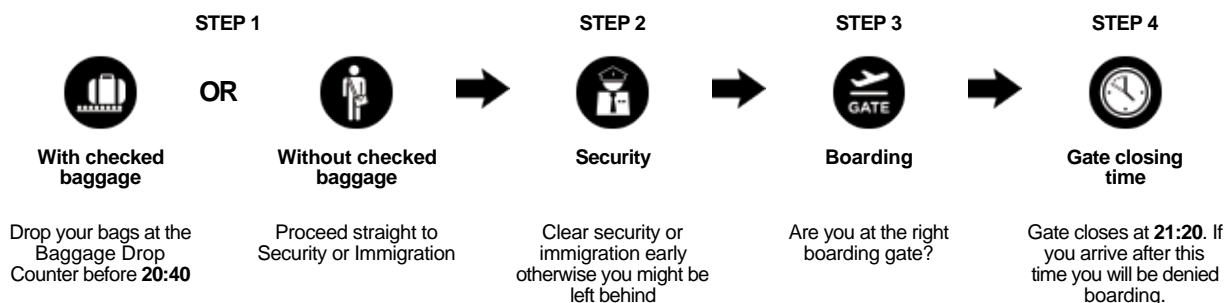 STEP 1
STEP 2
STEP 3
STEP 4
OR
GATE
With checked
baggage
Without checked
baggage
Security
Boarding
Gate closing
time
Drop your bags at the
Baggage Drop
Counter before 20:40
Proceed straight to
Security or Immigration
Clear security or
immigration early
otherwise you might be
left behind
Are you at the right
boarding gate?
Gate closes at 21:20. If
you arrive after this
time you will be denied
boarding.